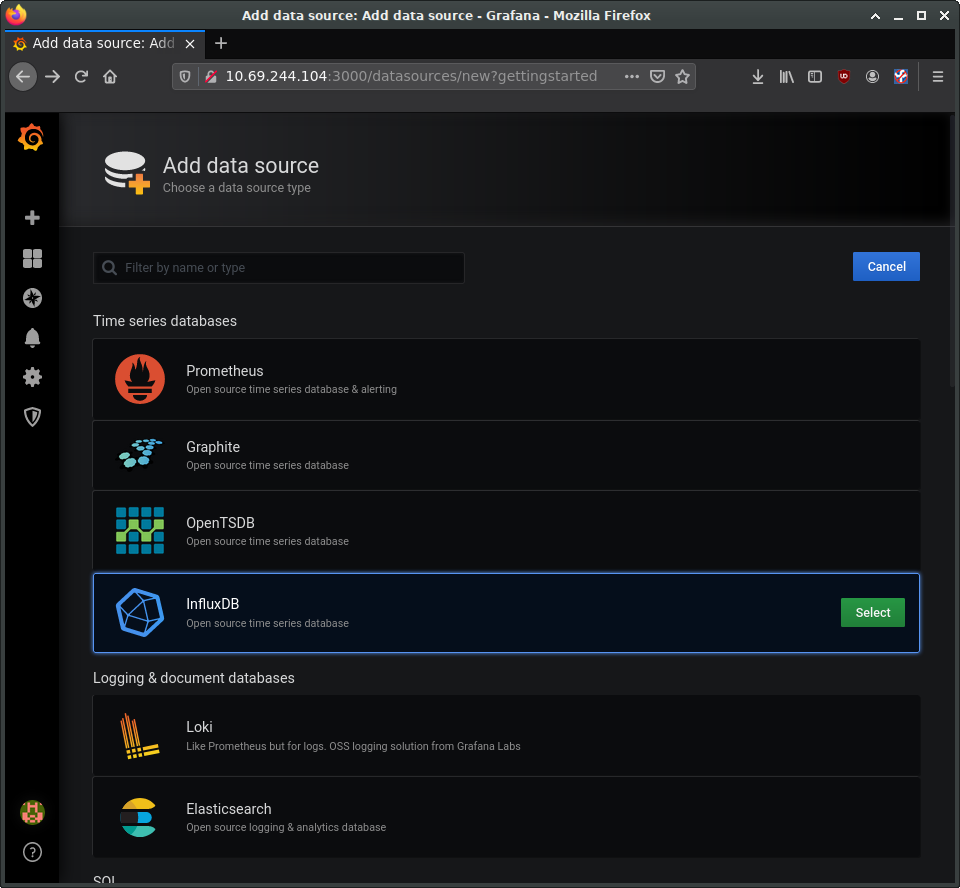 Add data source: Add data source - Grafana - Mozilla Firefox
Add data source: Add
10.69.244.104:3000/datasources/new?gettingstarted
Add data source
Choose a data source type
Filter by name or type
Cancel
Time series databases
Prometheus
Open source time series database & alerting
Graphite
Open source time series database
OpenTSDB
Open source time series database
InfluxDB
Open source time series database
Select
Logging & document databases
Loki
Like Prometheus but for logs. OSS logging solution from Grafana Labs
Elasticsearch
Open source logging & analytics database
SQL